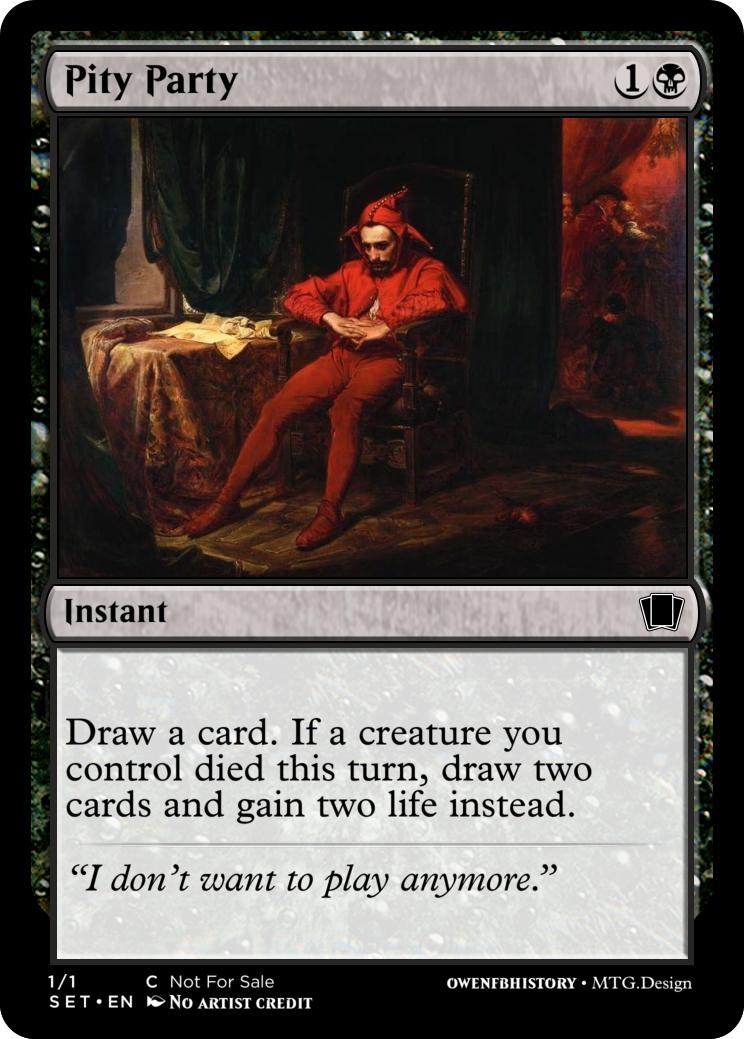 Pity Party 1
Instant
Draw a card. If a creature you
control died this turn, draw two
cards and gain two life instead.
“I don’t want to play anymore.”
1/1 C Not For Sale
SET • EN No ARTIST CREDIT
OWENFBHISTORY • MTG.Design